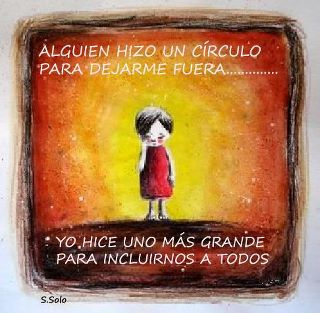 ALGUIEN HIZO UN CÍRCULO
PARA DEJARME FUERA..............
YO HICE UNO MÁS GRANDE
PARA INCLUIRNOS A TODOS
S.Solo